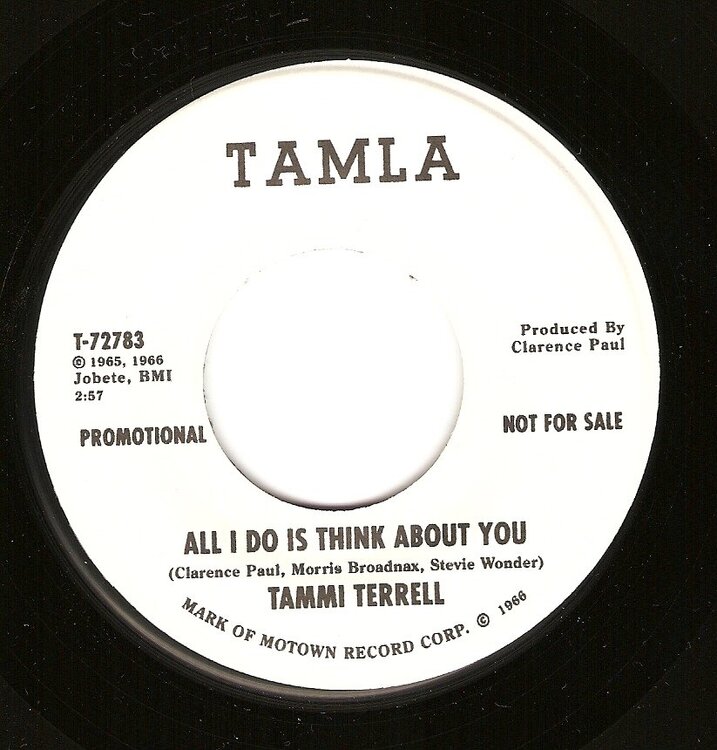 TAMLA
T-72783
© 1965, 1966
Jobete, BMI
2:57
PROMOTIONAL
Produced By
Clarence Paul
NOT FOR SALE
ALL I DO IS THINK ABOUT YOU
(Clarence Paul, Morris Broadnax, Stevie Wonder)
TAMMI TERRELL
MARK OF MOTOWN RECORD CORP. © 1966